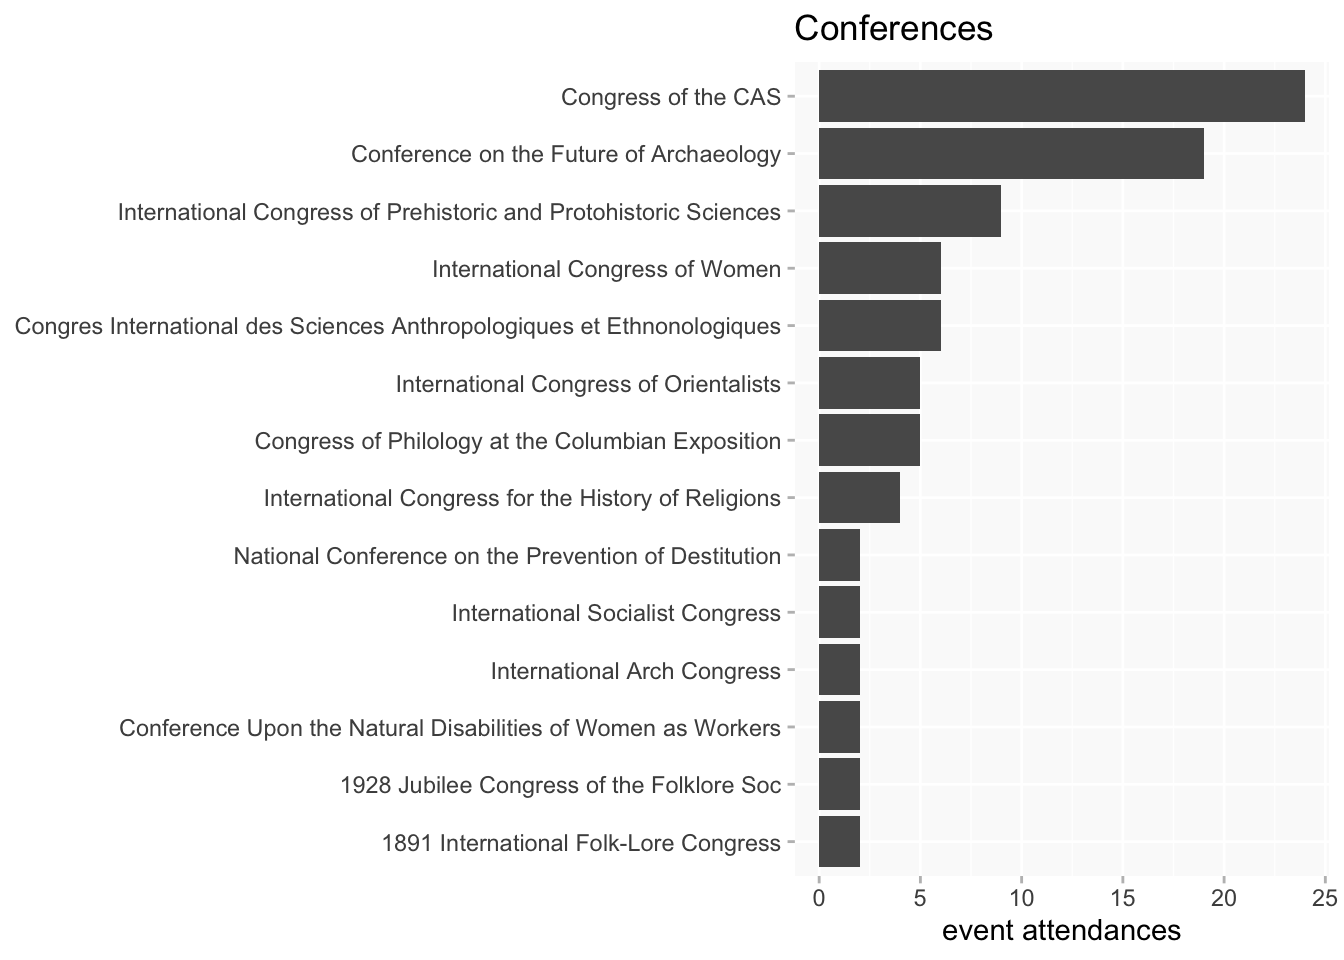 Conferences
Congress of the CAS
Conference on the Future of Archaeology
International Congress of Prehistoric and Protohistoric Sciences
International Congress of Women
Congres International des Sciences Anthropologiques et Ethnonologiques
International Congress of Orientalists
Congress of Philology at the Columbian Exposition
International Congress for the History of Religions
National Conference on the Prevention of Destitution
International Socialist Congress
International Arch Congress
Conference Upon the Natural Disabilities of Women as Workers
1928 Jubilee Congress of the Folklore Soc
1891 International Folk-Lore Congress
0 5 10 15 20 25
event attendances